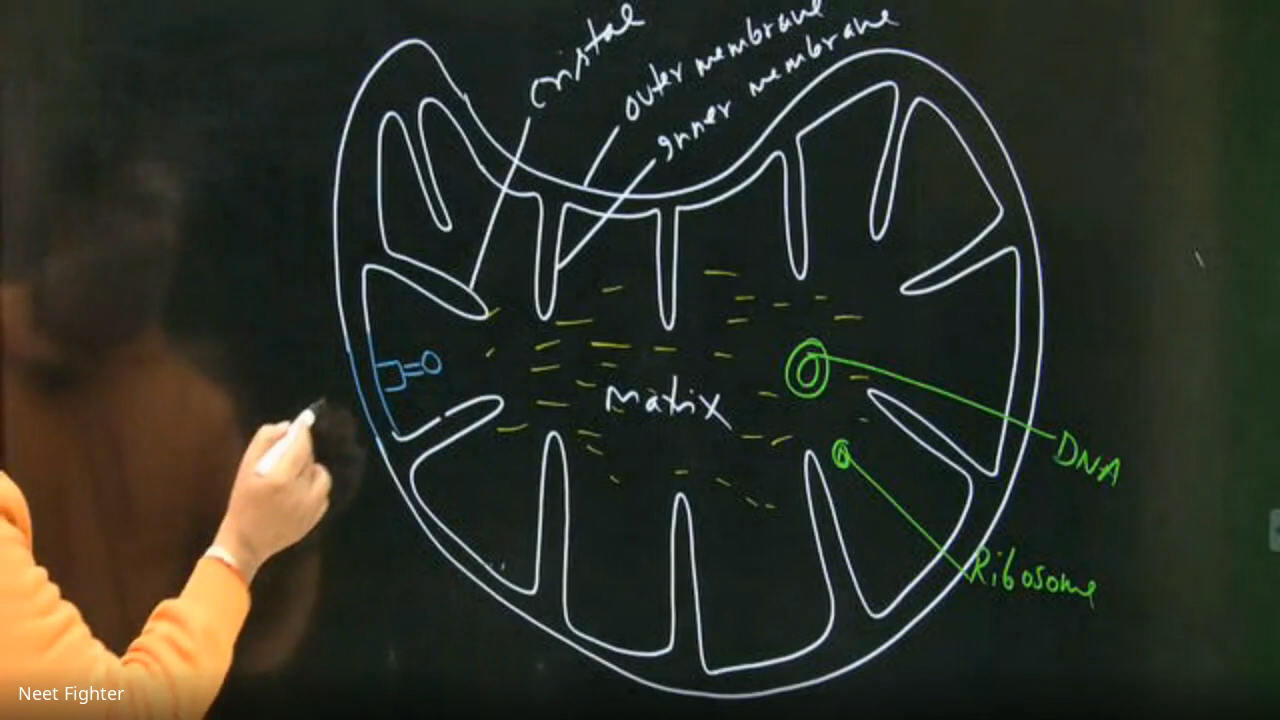 cristae
outer membrane
inner membrane
matrix
DNA
Ribosome
Neet Fighter